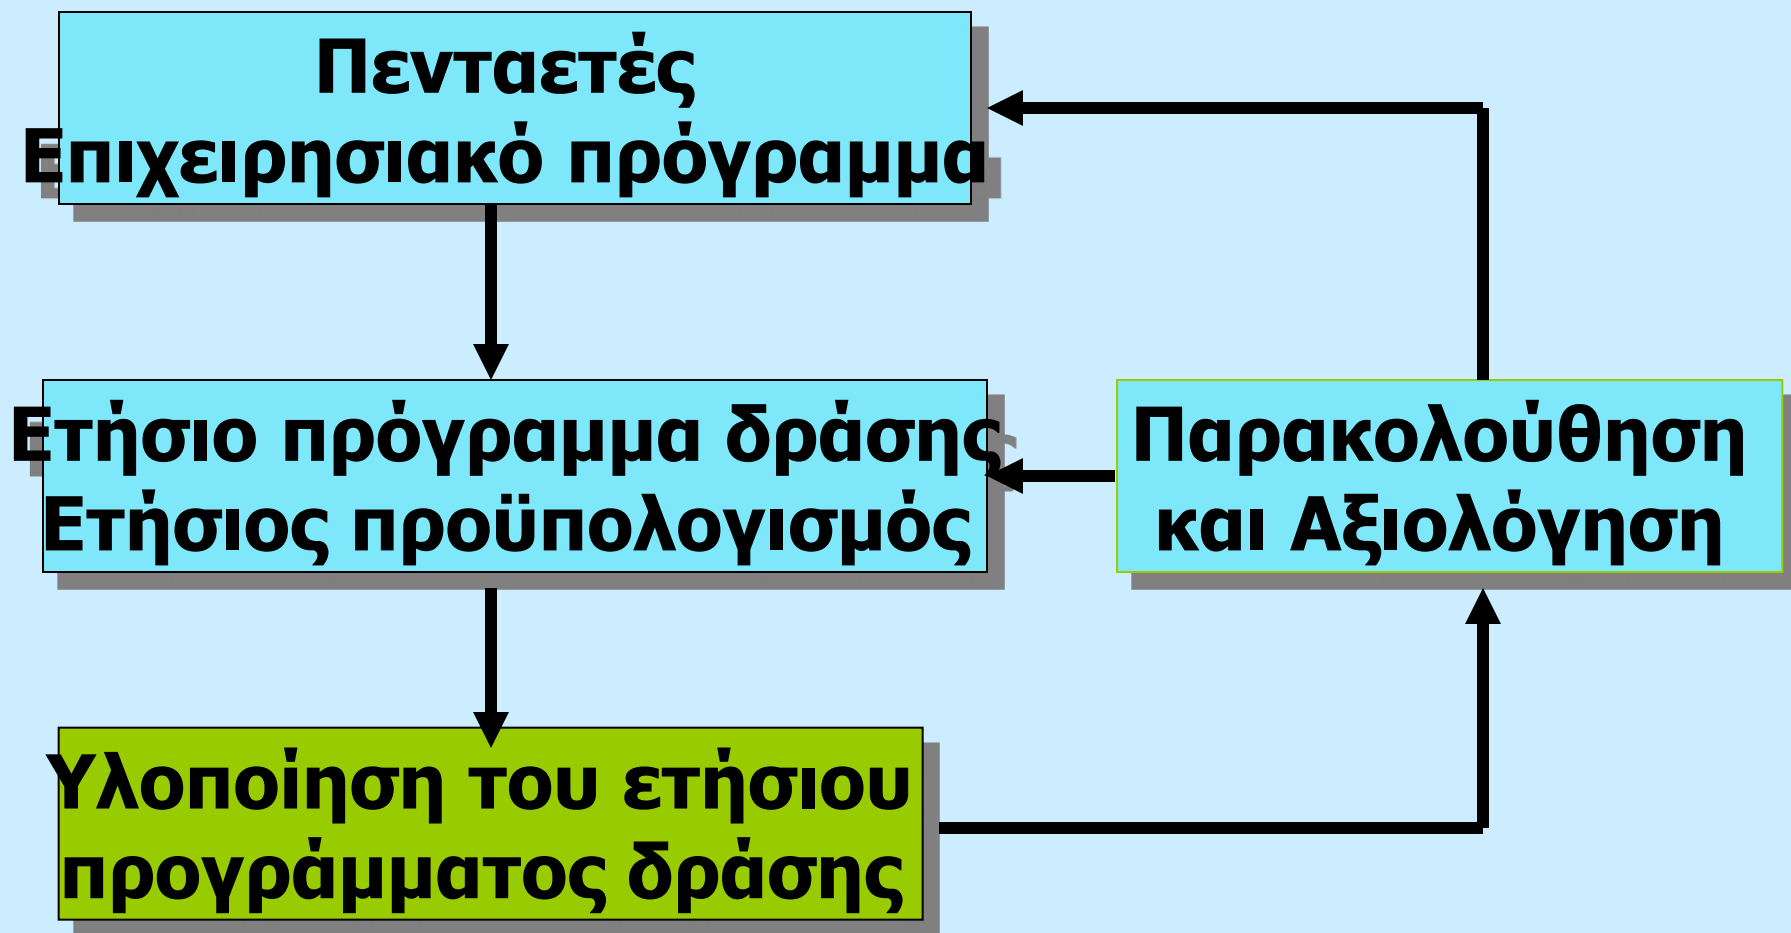 Πενταετές
Επιχειρησιακό πρόγραμμα
Ετήσιο πρόγραμμα δράσης
Ετήσιος προϋπολογισμός
Παρακολούθηση
και Αξιολόγηση
Υλοποίηση του ετήσιου
προγράμματος δράσης